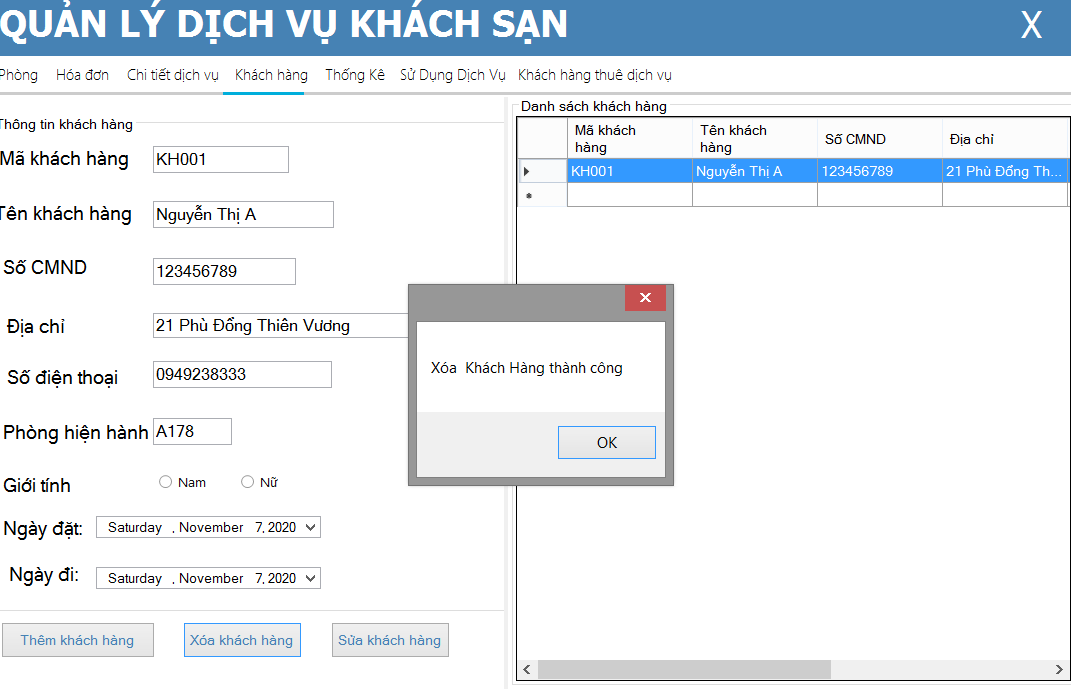 QUẢN LÝ DỊCH VỤ KHÁCH SẠN X
Phòng Hóa đơn Chi tiết dịch vụ Khách hàng Thống Kê Sử Dụng Dịch Vụ Khách hàng thuê dịch vụ
Thông tin khách hàng
Mã khách hàng KH001
Tên khách hàng Nguyễn Thị A
Số CMND 123456789
Địa chỉ 21 Phù Đổng Thiên Vương
Số điện thoại 0949238333
Phòng hiện hành A178
Giới tính Nam Nữ
Ngày đặt: Saturday , November 7, 2020
Ngày đi: Saturday , November 7, 2020
Thêm khách hàng Xóa khách hàng Sửa khách hàng
Danh sách khách hàng
Mã khách hàng Tên khách hàng Số CMND Địa chỉ
KH001 Nguyễn Thị A 123456789 21 Phù Đổng Th...
Xóa Khách Hàng thành công
OK